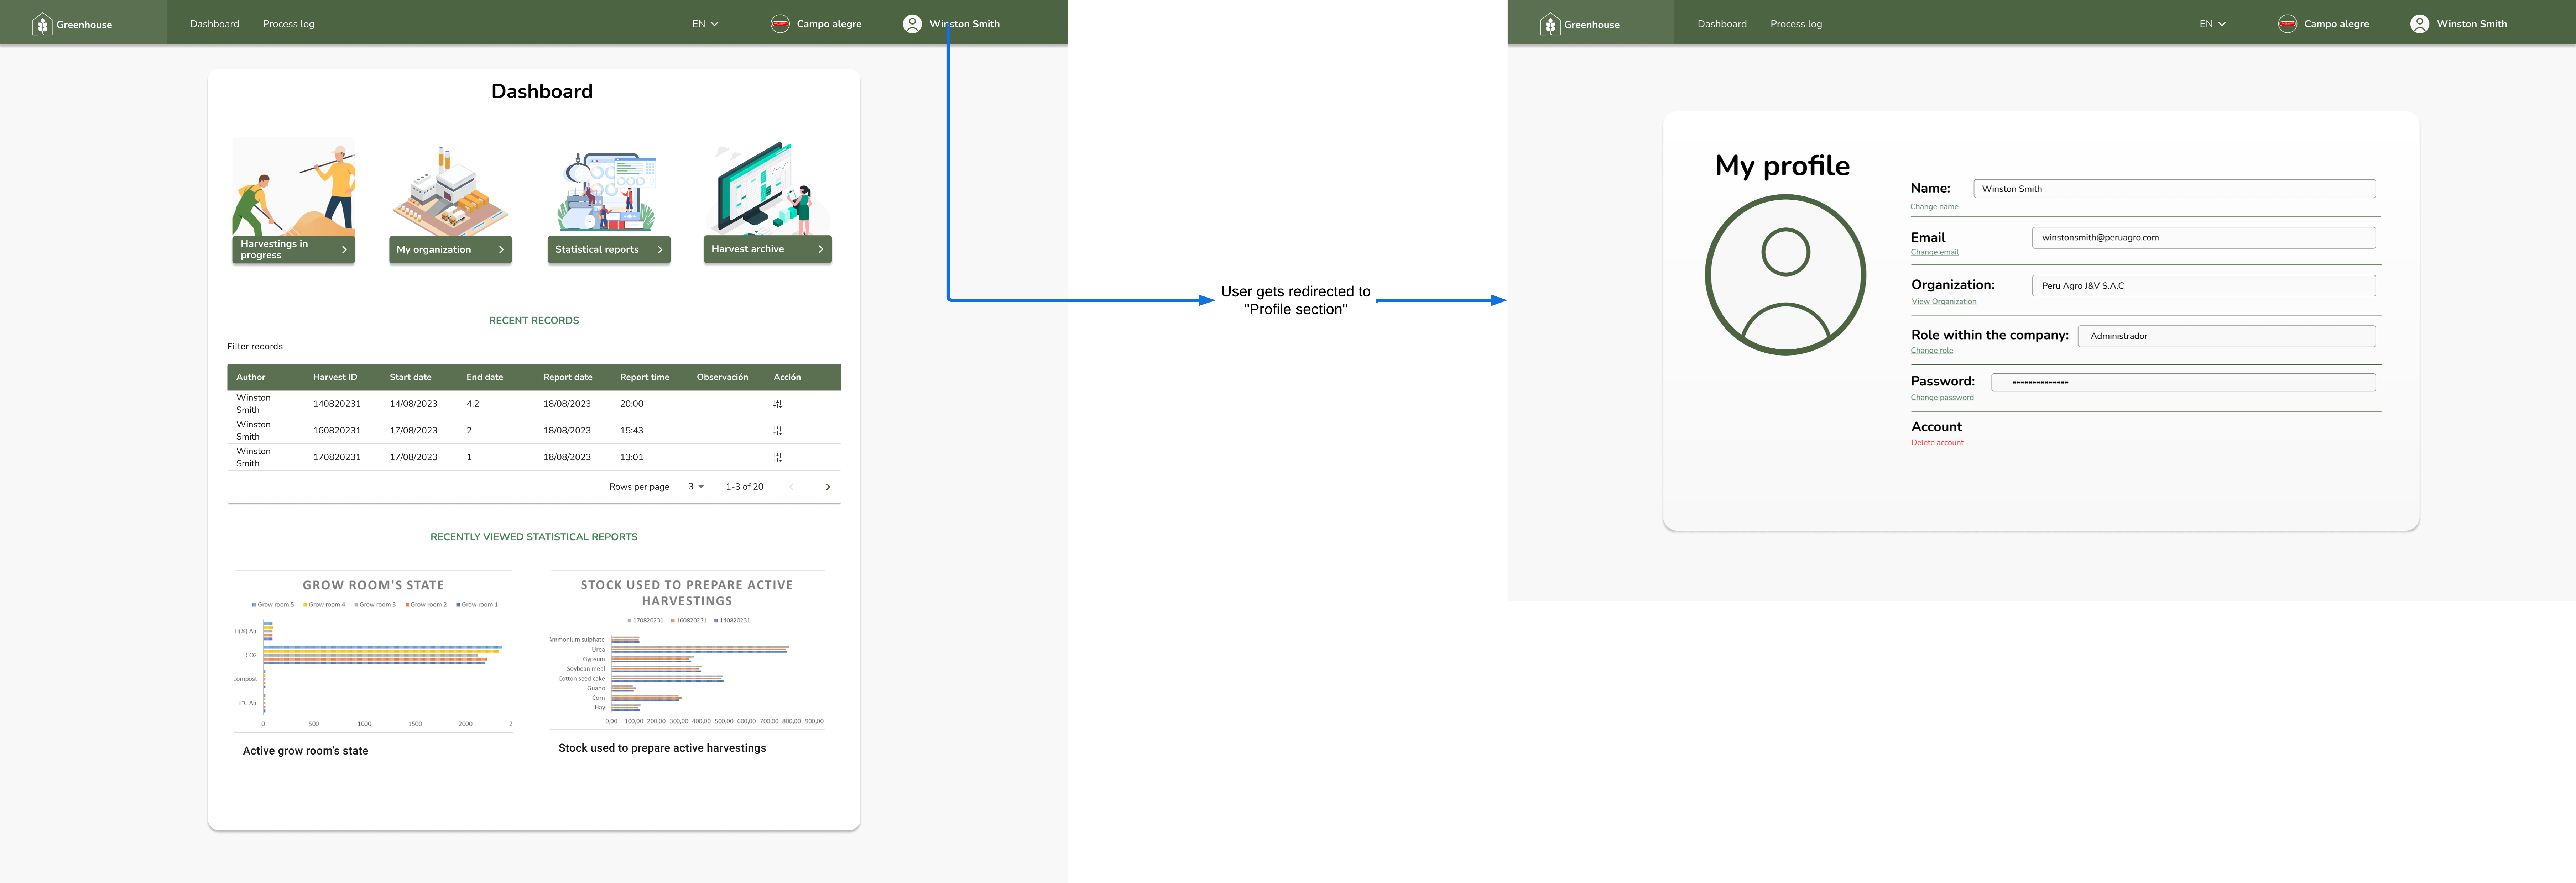 Greenhouse
Dashboard
Process log
EN
Campo alegre
Winston Smith
Dashboard
Harvestings in
progress
My organization
Statistical reports
Harvest archive
RECENT RECORDS
Filter records
Author Harvest ID Start date End date Report date Report time Observación Acción
Winston
Smith
140820231 14/08/2023 4.2 18/08/2023 20:00
Winston
Smith
160820231 17/08/2023 2 18/08/2023 15:43
Winston
Smith
170820231 17/08/2023 1 18/08/2023 13:01
Rows per page 3 1-3 of 20
RECENTLY VIEWED STATISTICAL REPORTS
GROW ROOM'S STATE
Grow room 5 Grow room 4 Grow room 3 Grow room 2 Grow room 1
H(%) Air
CO2
Compost
T°C Air
0 500 1000 1500 2000 2
Active grow room's state
STOCK USED TO PREPARE ACTIVE
HARVESTINGS
170820231 160820231 140820231
Ammonium sulphate
Urea
Gypsum
Soybean meal
Cotton seed cake
Guano
Corn
Hay
0,00 100,00 200,00 300,00 400,00 500,00 600,00 700,00 800,00 900,00
Stock used to prepare active harvestings
User gets redirected to
"Profile section"
Greenhouse
Dashboard
Process log
EN
Campo alegre
Winston Smith
My profile
Name: Winston Smith
Change name
Email winstonsmith@peruagro.com
Change email
Organization: Peru Agro J&V S.A.C
View Organization
Role within the company: Administrador
Change role
Password: **************
Change password
Account
Delete account